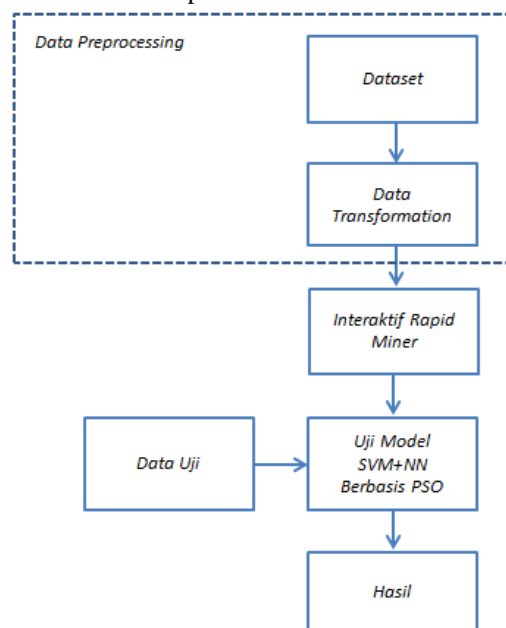 Data Preprocessing
Dataset
Data
Transformation
Interaktif Rapid
Miner
Data Uji
Uji Model
SVM+NN
Berbasis PSO
Hasil